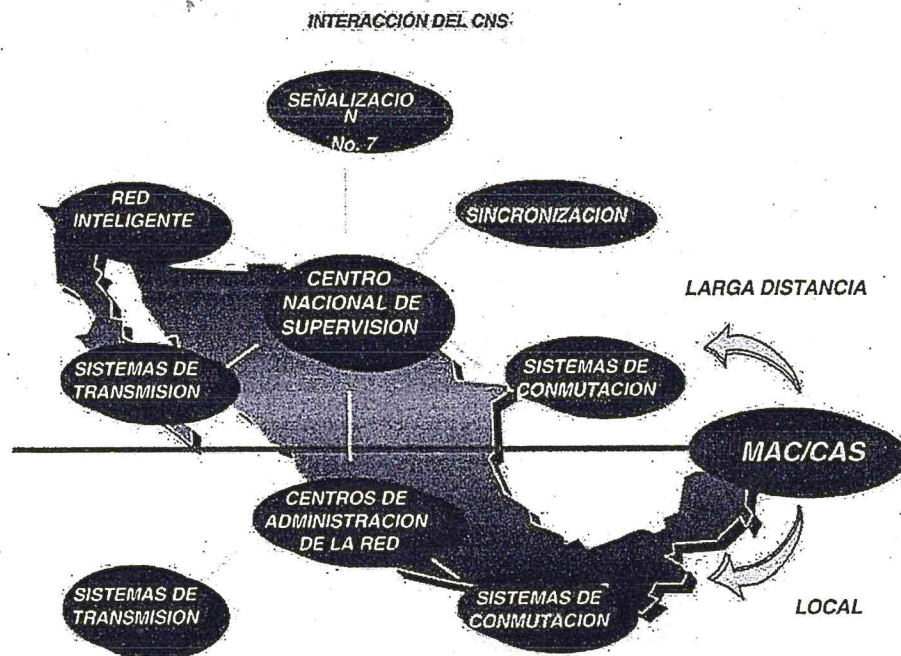 INTERACCIÓN DEL CNS
SEÑALIZACIO
N
No. 7
RED
INTELIGENTE
SINCRONIZACION
CENTRO
NACIONAL DE
SUPERVISION
LARGA DISTANCIA
SISTEMAS DE
TRANSMISION
SISTEMAS DE
CONMUTACION
MAC/CAS
CENTROS DE
ADMINISTRACION
DE LA RED
SISTEMAS DE
TRANSMISION
SISTEMAS DE
CONMUTACION
LOCAL